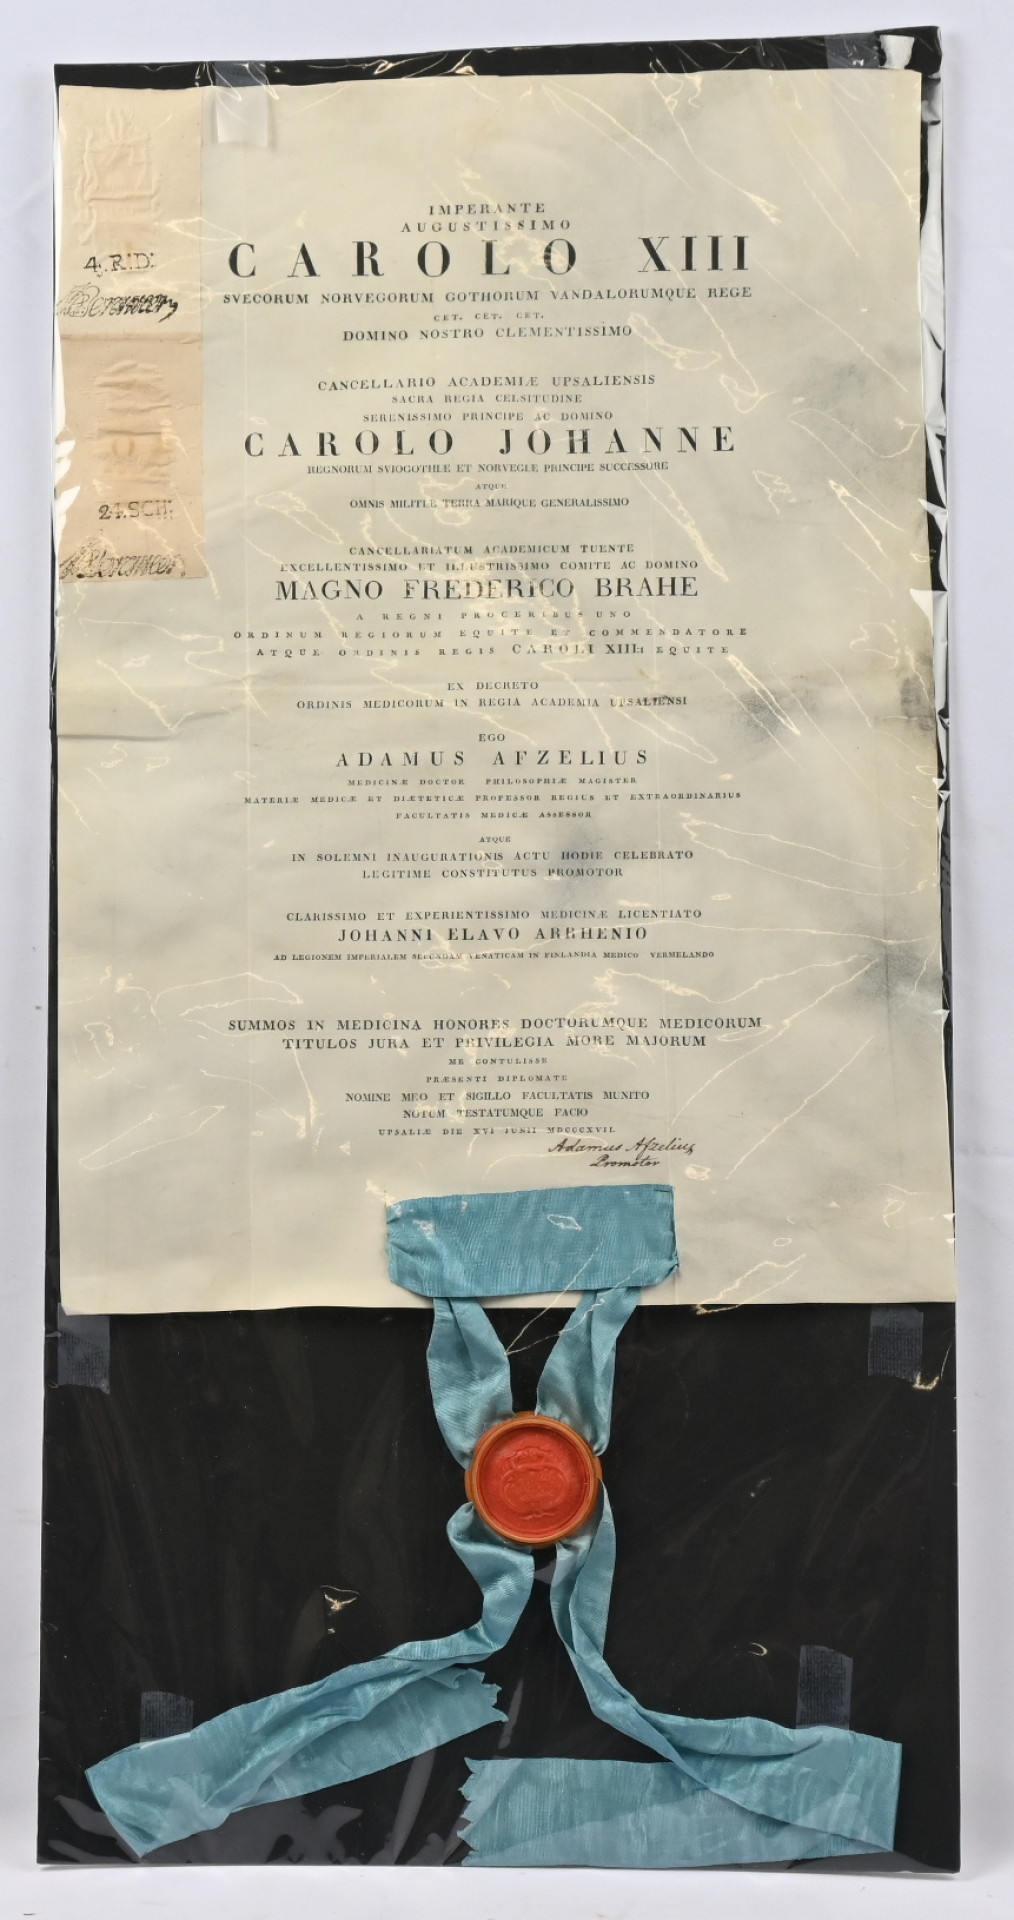 4. R:D:
24. SCH:
IMPERANTE
AUGUSTISSIMO
CAROLO XIII
SVECORUM NORVEGORUM GOTHORUM VANDALORUMQUE REGE
CET. CET. CET.
DOMINO NOSTRO CLEMENTISSIMO
CANCELLARIO ACADEMIÆ UPSALIENSIS
SACRA REGIA CELSITUDINE
SERENISSIMO PRINCIPE AC DOMINO
CAROLO JOHANNE
REGNORUM SVIOGOTHIÆ ET NORVEGIÆ PRINCIPE SUCCESSORE
ATQUE
OMNIS MILITIÆ TERRA MARIQUE GENERALISSIMO
CANCELLARIATUM ACADEMICUM TUENTE
EXCELLENTISSIMO ET ILLUSTRISSIMO COMITE AC DOMINO
MAGNO FREDERICO BRAHE
A REGNI PROCERIBUS UNO
ORDINUM REGIORUM EQUITE ET COMMENDATORE
ATQUE ORDINIS REGIS CAROLI XIII:I EQUITE
EX DECRETO
ORDINIS MEDICORUM IN REGIA ACADEMIA UPSALIENSI
EGO
ADAMUS AFZELIUS
MEDICINÆ DOCTOR PHILOSOPHIÆ MAGISTER
MATERIÆ MEDICÆ ET DIÆTETICÆ PROFESSOR REGIUS ET EXTRAORDINARIUS
FACULTATIS MEDICÆ ASSESSOR
ATQUE
IN SOLEMNI INAUGURATIONIS ACTU HODIE CELEBRATO
LEGITIME CONSTITUTUS PROMOTOR
CLARISSIMO ET EXPERIENTISSIMO MEDICINÆ LICENTIATO
JOHANNI ELAVO ARRHENIO
AD LEGIONEM IMPERIALEM SECUNDAM VENATICAM IN FINLANDIA MEDICO VERMELANDO
SUMMOS IN MEDICINA HONORES DOCTORUMQUE MEDICORUM
TITULOS JURA ET PRIVILEGIA MORE MAJORUM
ME CONTULISSE
PRÆSENTI DIPLOMATE
NOMINE MEO ET SIGILLO FACULTATIS MUNITO
NOTUM TESTATUMQUE FACIO
UPSALIÆ DIE XVI JUNII MDCCCXVII.
Adamus Afzelius
Promotor